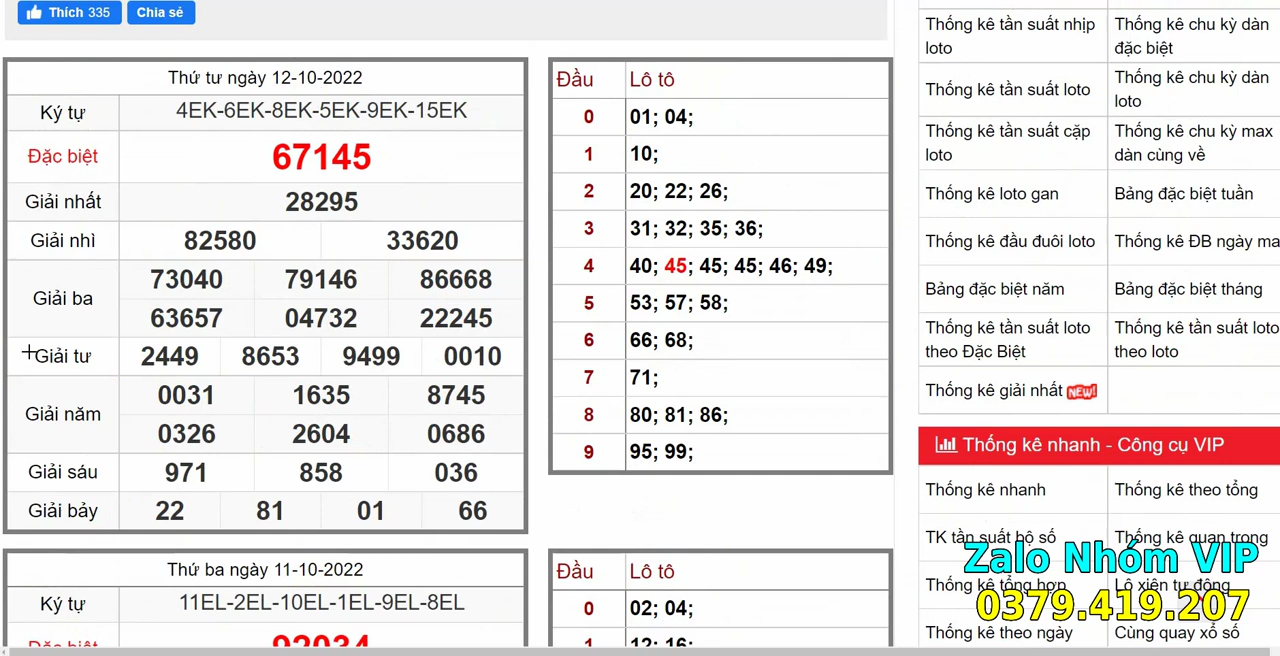 Thích 335 Chia sẻ
Thứ tư ngày 12-10-2022
Ký tự 4EK-6EK-8EK-5EK-9EK-15EK
Đặc biệt 67145
Giải nhất 28295
Giải nhì 82580 33620
Giải ba 73040 79146 86668
63657 04732 22245
Giải tư 2449 8653 9499 0010
Giải năm 0031 1635 8745
0326 2604 0686
Giải sáu 971 858 036
Giải bảy 22 81 01 66
Thứ ba ngày 11-10-2022
Ký tự 11EL-2EL-10EL-1EL-9EL-8EL
Đặc biệt 92034
Đầu Lô tô
0 01; 04;
1 10;
2 20; 22; 26;
3 31; 32; 35; 36;
4 40; 45; 45; 45; 46; 49;
5 53; 57; 58;
6 66; 68;
7 71;
8 80; 81; 86;
9 95; 99;
Đầu Lô tô
0 02; 04;
1 12; 16;
Thống kê tần suất nhịp loto
Thống kê chu kỳ dàn đặc biệt
Thống kê tần suất loto
Thống kê chu kỳ dàn loto
Thống kê tần suất cặp loto
Thống kê chu kỳ max dàn cùng về
Thống kê loto gan
Bảng đặc biệt tuần
Thống kê đầu đuôi loto
Thống kê ĐB ngày ma
Bảng đặc biệt năm
Bảng đặc biệt tháng
Thống kê tần suất loto theo Đặc Biệt
Thống kê tần suất loto theo loto
Thống kê giải nhất NEW!
Thống kê nhanh - Công cụ VIP
Thống kê nhanh
Thống kê theo tổng
TK tần suất bộ số
Thống kê quan trọng
Zalo Nhóm VIP
Thống kê tổng hợp
Lô xiên tự động
0379.419.207
Thống kê theo ngày
Cùng quay xổ số